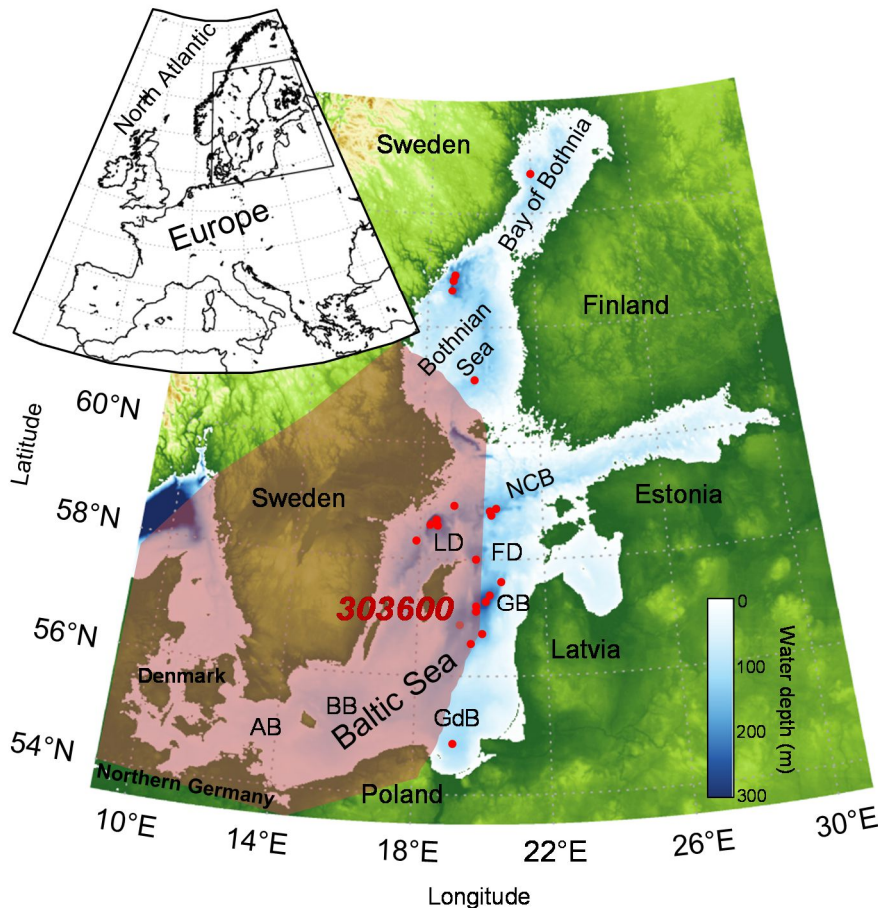 North Atlantic
Europe
Sweden
Bay of Bothnia
Finland
Bothnian
Sea
60°N
Latitude
58°N
Sweden
NCB
Estonia
LD
FD
303600
GB
56°N
0
Water depth (m)
100
200
300
Latvia
Denmark
Baltic Sea
BB
AB
GdB
54°N
Northern Germany
Poland
10°E
14°E
18°E
22°E
26°E
30°E
Longitude